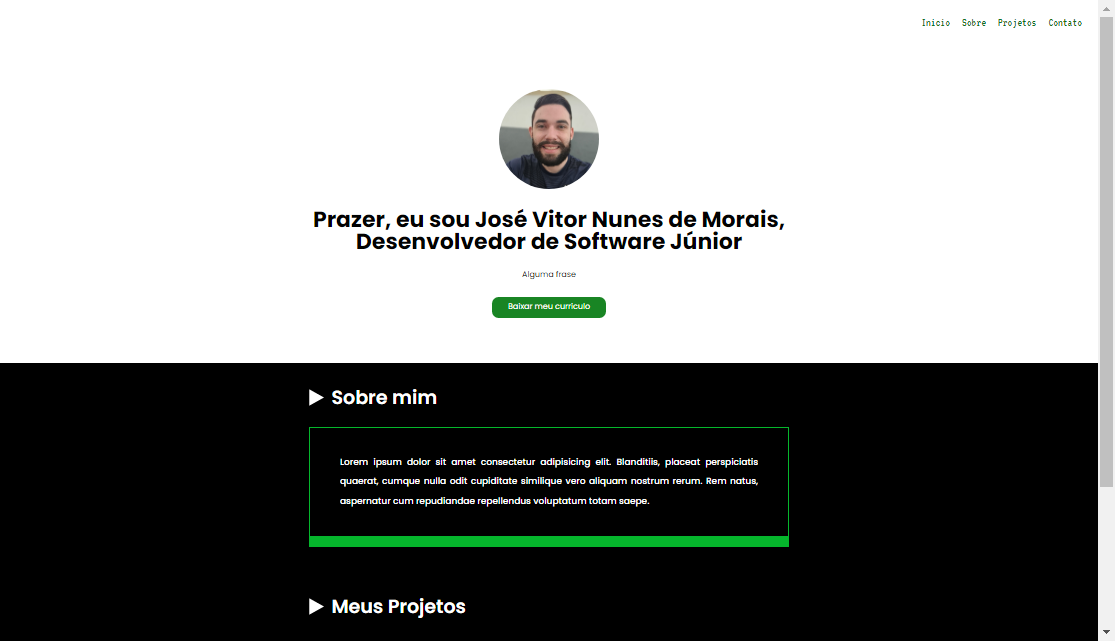 Inicio Sobre Projetos Contato
Prazer, eu sou José Vitor Nunes de Morais,
Desenvolvedor de Software Júnior
Alguma frase
Baixar meu curriculo
Sobre mim
Lorem ipsum dolor sit amet consectetur adipisicing elit. Blanditiis, placeat perspiciatis
quaerat, cumque nulla odit cupiditate similique vero aliquam nostrum rerum. Rem natus,
aspernatur cum repudiandae repellendus voluptatum totam saepe.
Meus Projetos